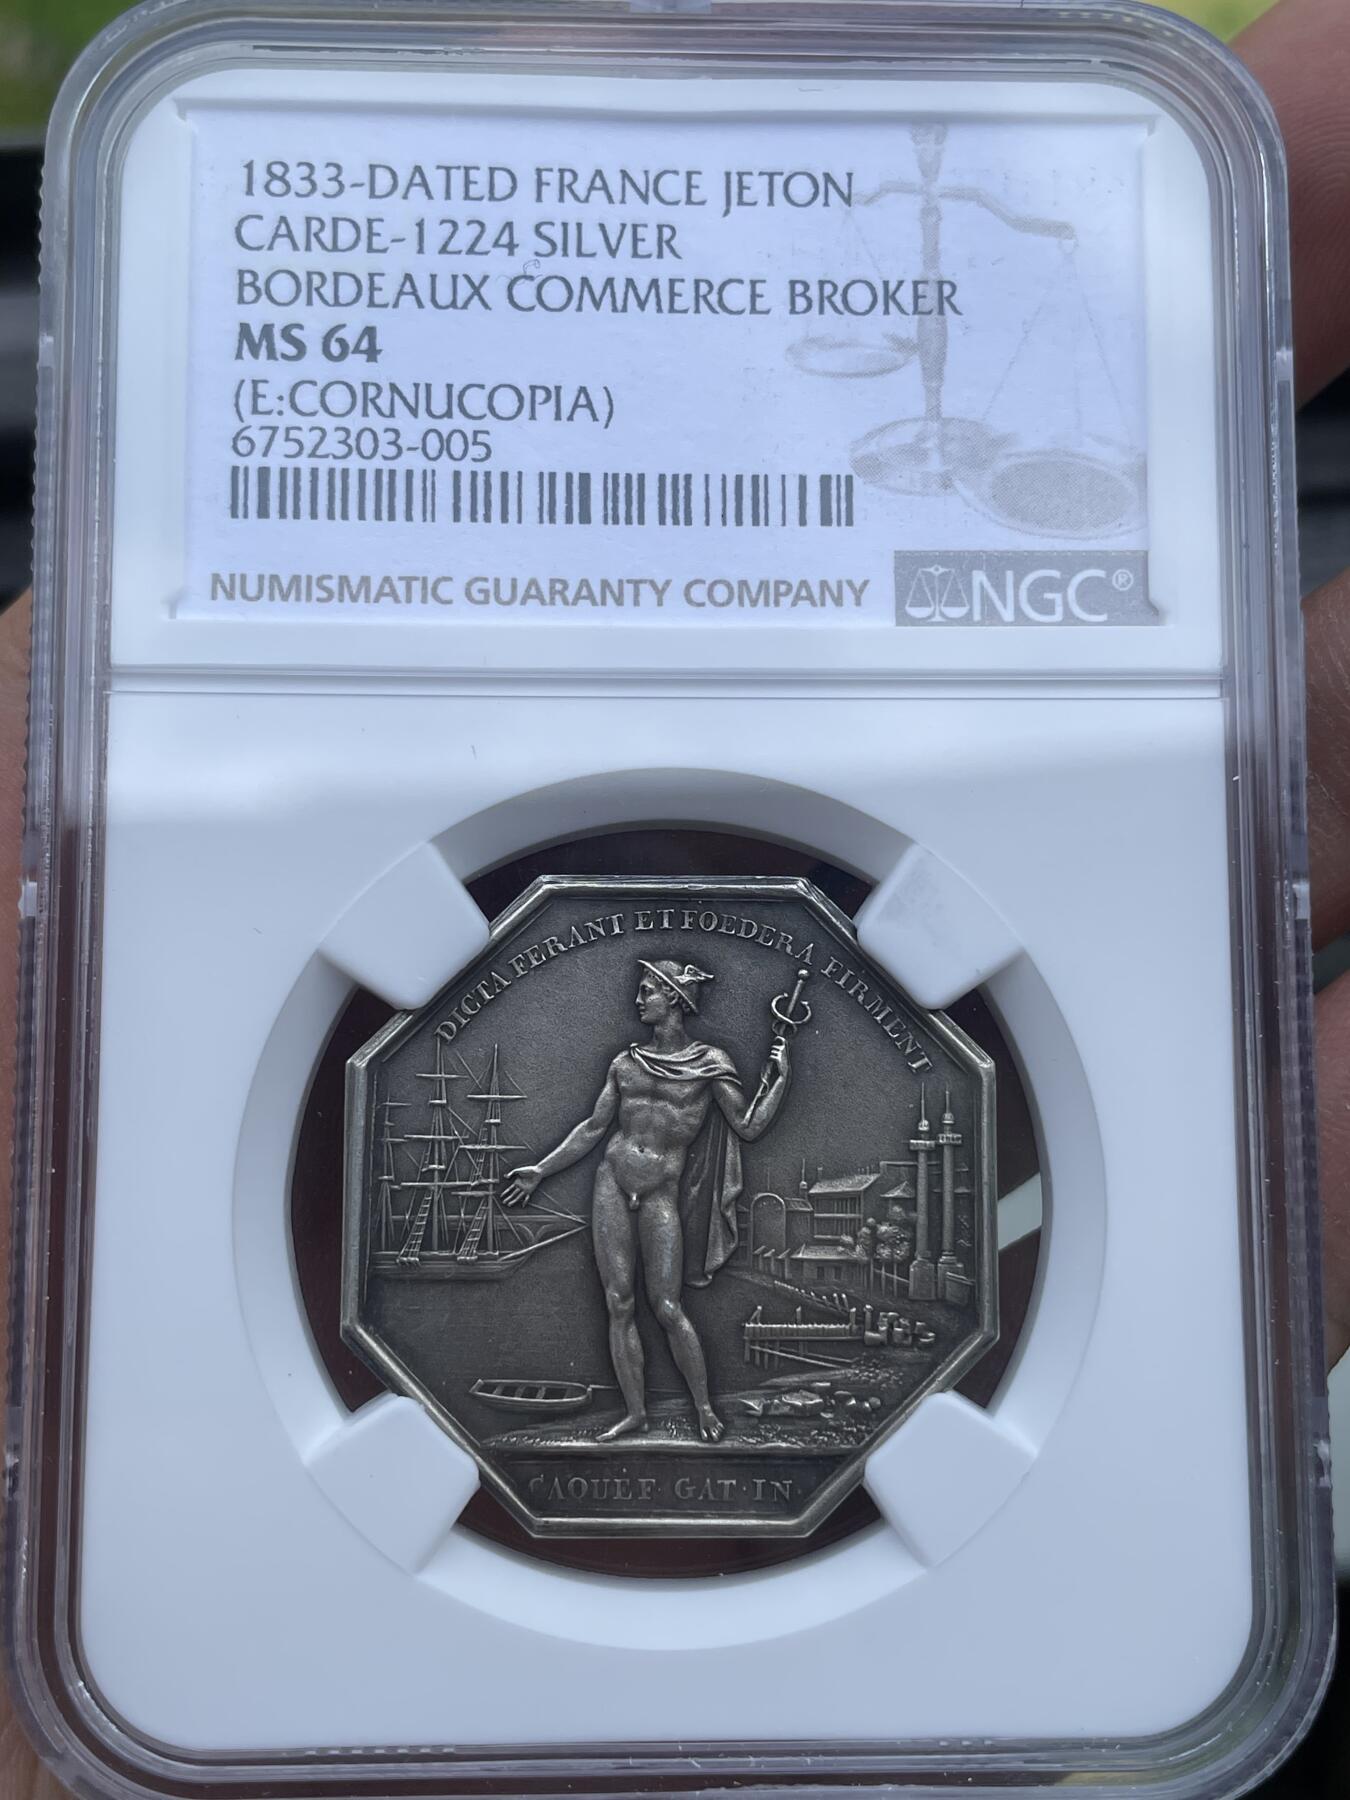 1833-DATED FRANCE JETON
CARDE-1224 SILVER
BORDEAUX COMMERCE BROKER
MS 64
(E:CORNUCOPIA)
6752303-005
NUMISMATIC GUARANTY COMPANY
NGC®
DICTA FERANT ET FOEDERA FIRMENT
CAQUÉ F· GAT·IN